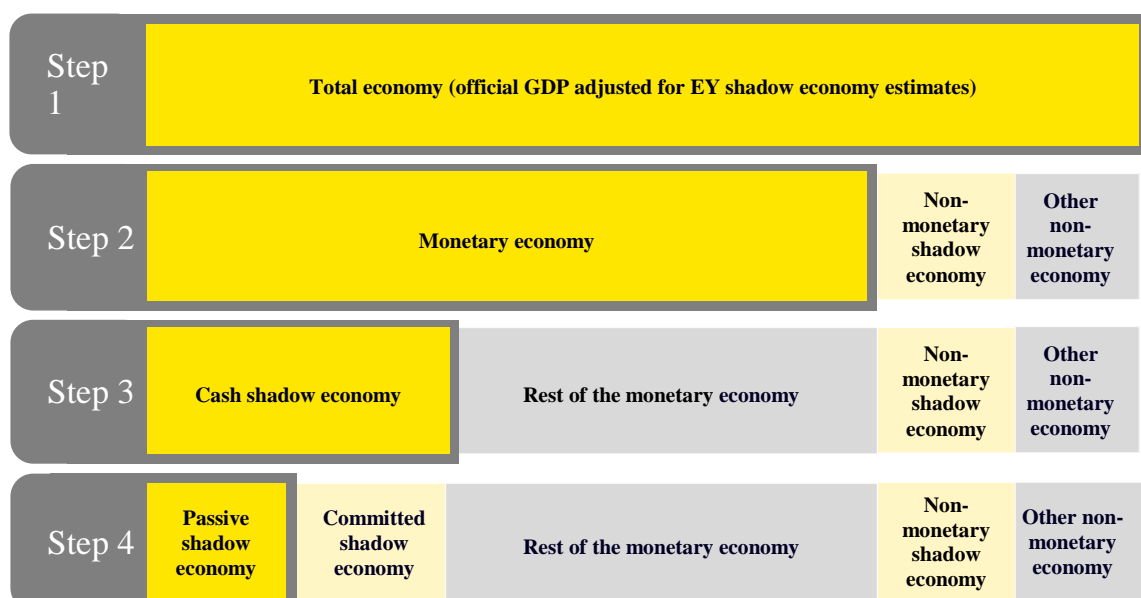 Step
1
Total economy (official GDP adjusted for EY shadow economy estimates)
Step 2
Monetary economy
Non-
monetary
shadow
economy
Other
non-
monetary
economy
Step 3
Cash shadow economy
Rest of the monetary economy
Non-
monetary
shadow
economy
Other
non-
monetary
economy
Step 4
Passive
shadow
economy
Committed
shadow
economy
Rest of the monetary economy
Non-
monetary
shadow
economy
Other non-
monetary
economy